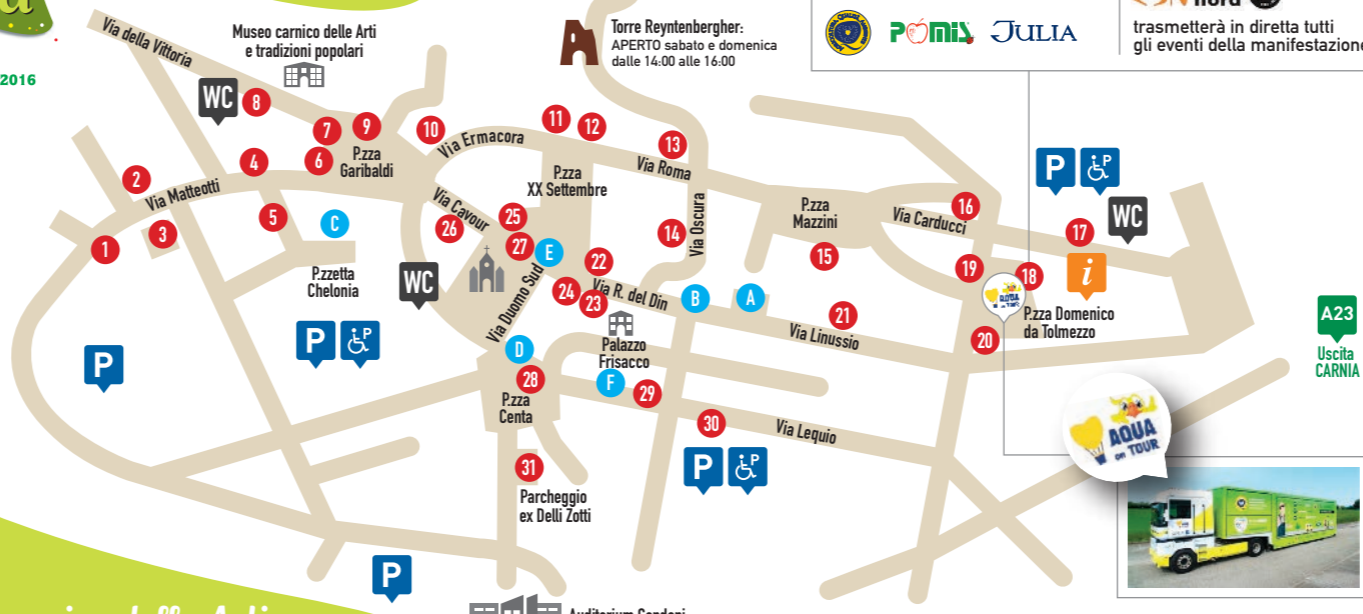 2016
Via della Vittoria
Museo carnico delle Arti
e tradizioni popolari
Torre Reyntenbergher:
APERTO sabato e domenica
dalle 14:00 alle 16:00
POMIS
JULIA
nord
trasmetterà in diretta tutti
gli eventi della manifestazione
WC
8
7
9
10
11
12
13
6
4
2
P.zza
Garibaldi
Via Ermacora
P.zza
XX Settembre
Via Roma
P
P
WC
Via Matteotti
1
3
5
C
Via Cavour
26
25
27
E
14
Via Oscura
P.zza
Mazzini
15
Via Carducci
16
17
P.zzetta
Chelonia
WC
Via Duomo Sud
22
24
23
Via R. del Din
B
A
21
Via Linussio
19
AQUA
on TOUR
18
i
P.zza Domenico
da Tolmezzo
20
A23
Uscita
CARNIA
P
P
P
D
Palazzo
Frisacco
28
P.zza
Centa
F
29
30
Via Lequio
P
P
AQUA
on TOUR
31
Parcheggio
ex Delli Zotti
P